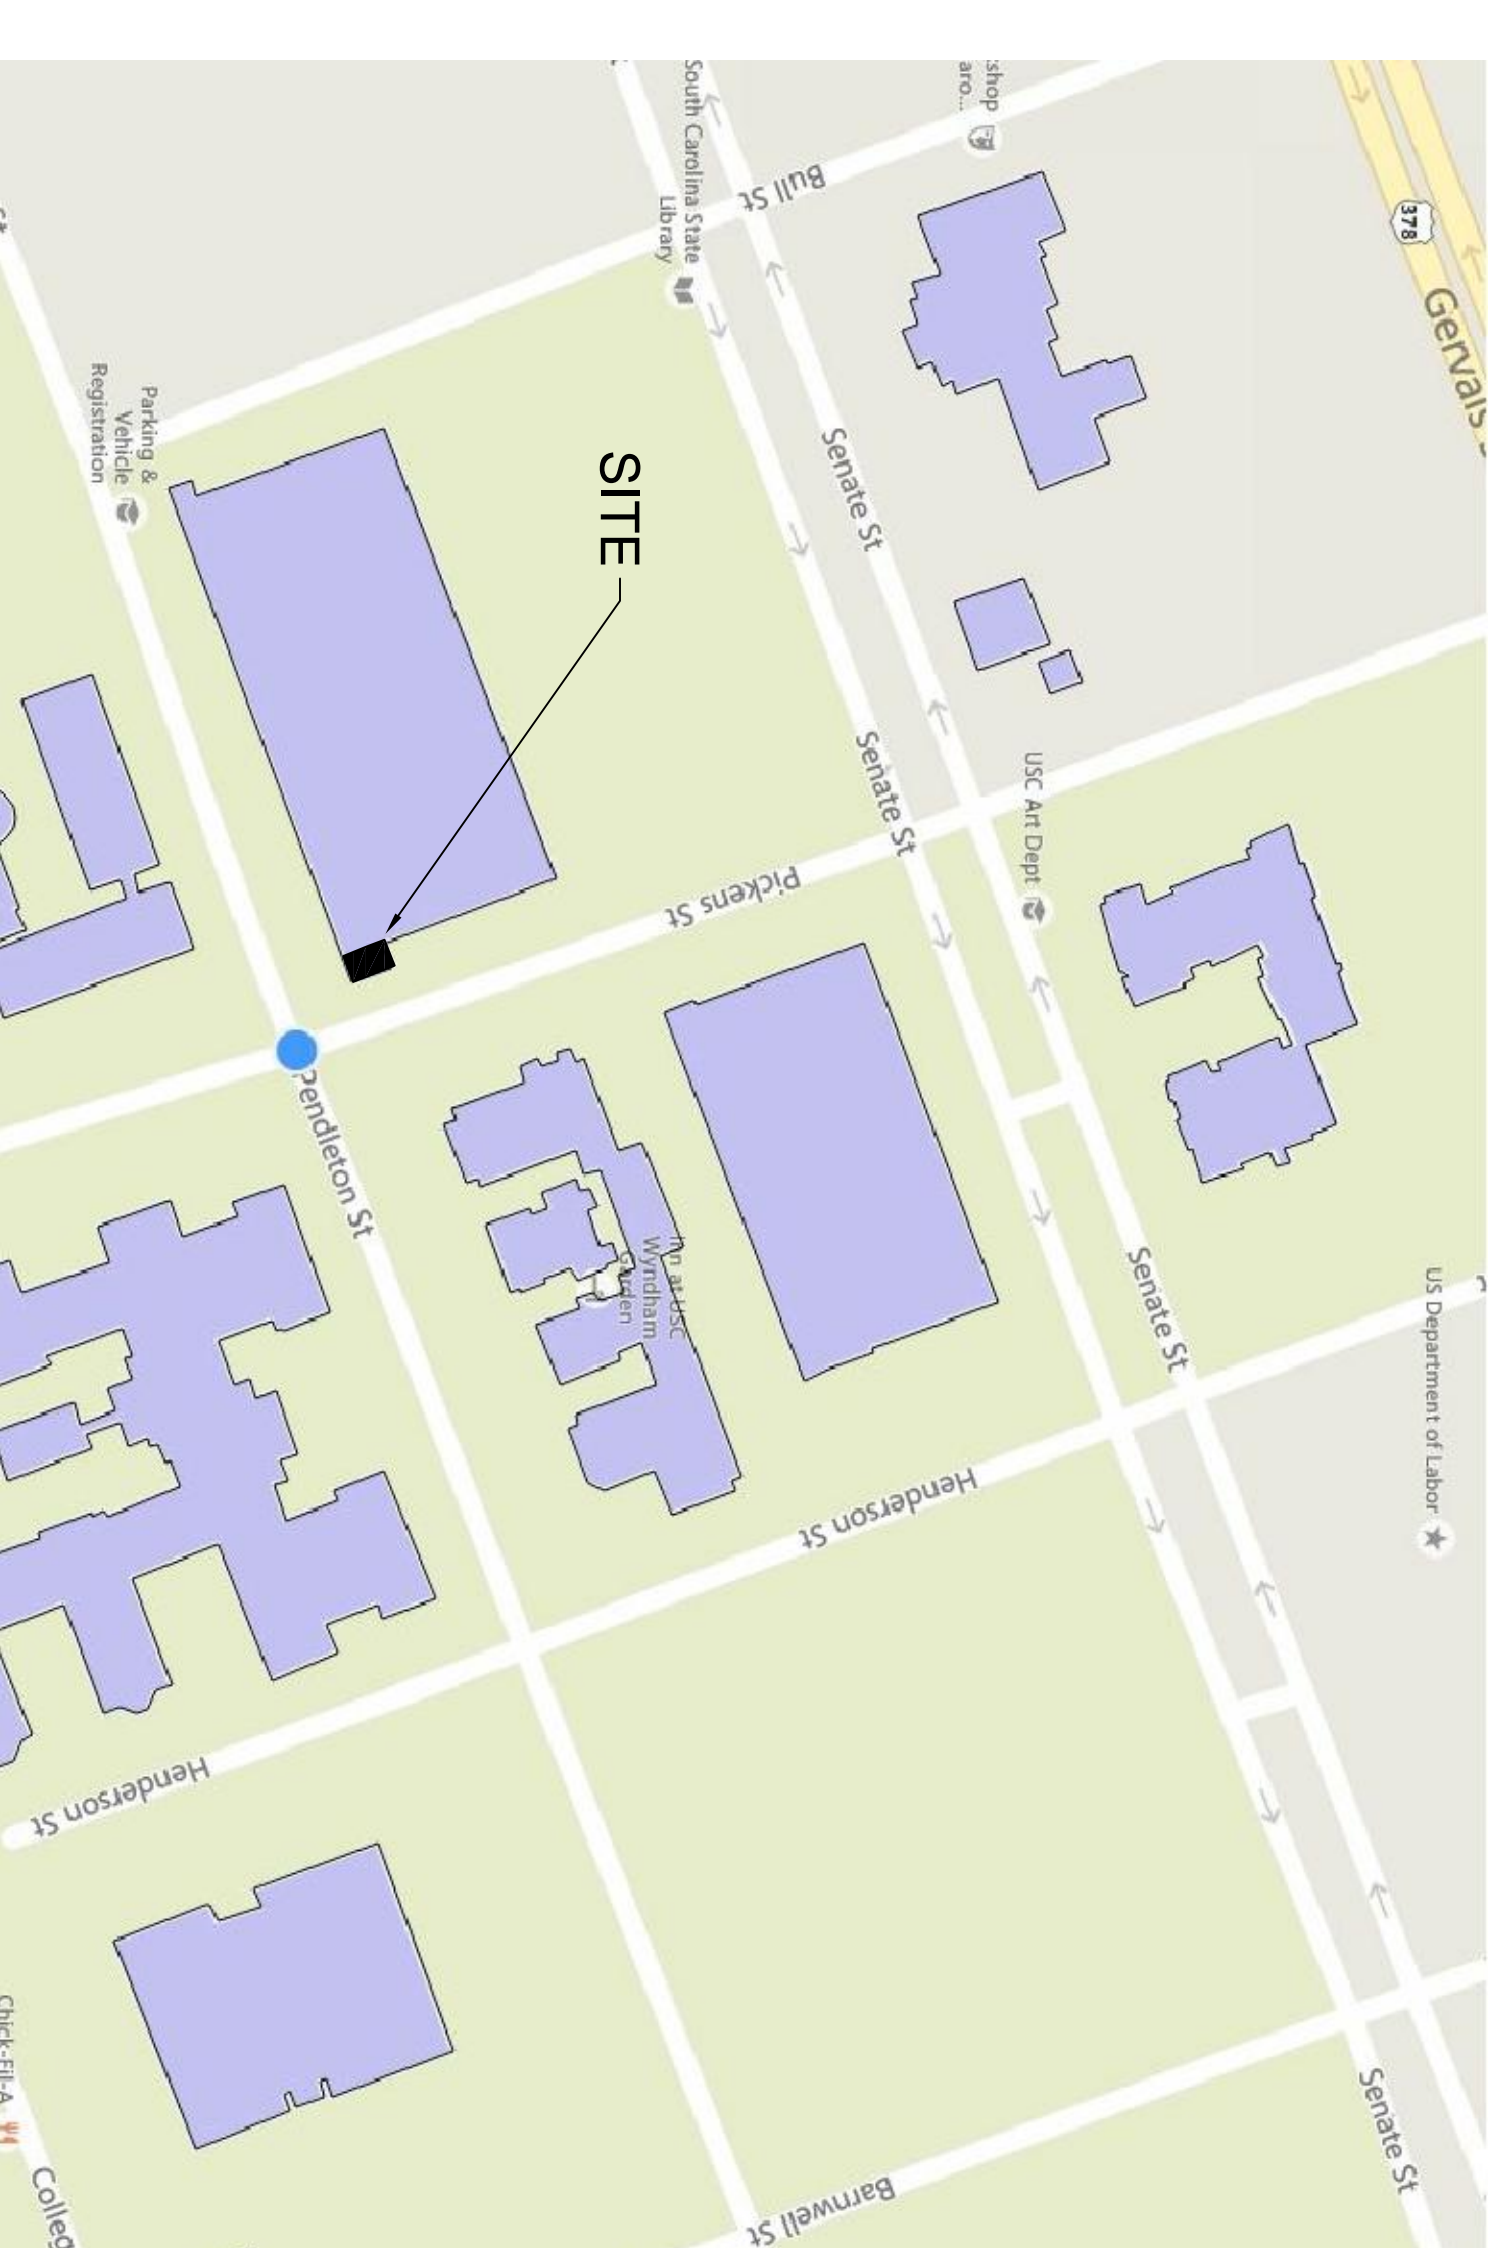 shop
aro...
378
Gervais S
South Carolina State
Library
Bull St
Parking &
Vehicle
Registration
SITE
Senate St
Senate St
USC Art Dept
Pickens St
Pendleton St
Inn at USC
Wyndham
Garden
Senate St
US Department of Labor
Henderson St
Henderson St
Chick-Fil-A
Colleg
Barnwell St
Senate St